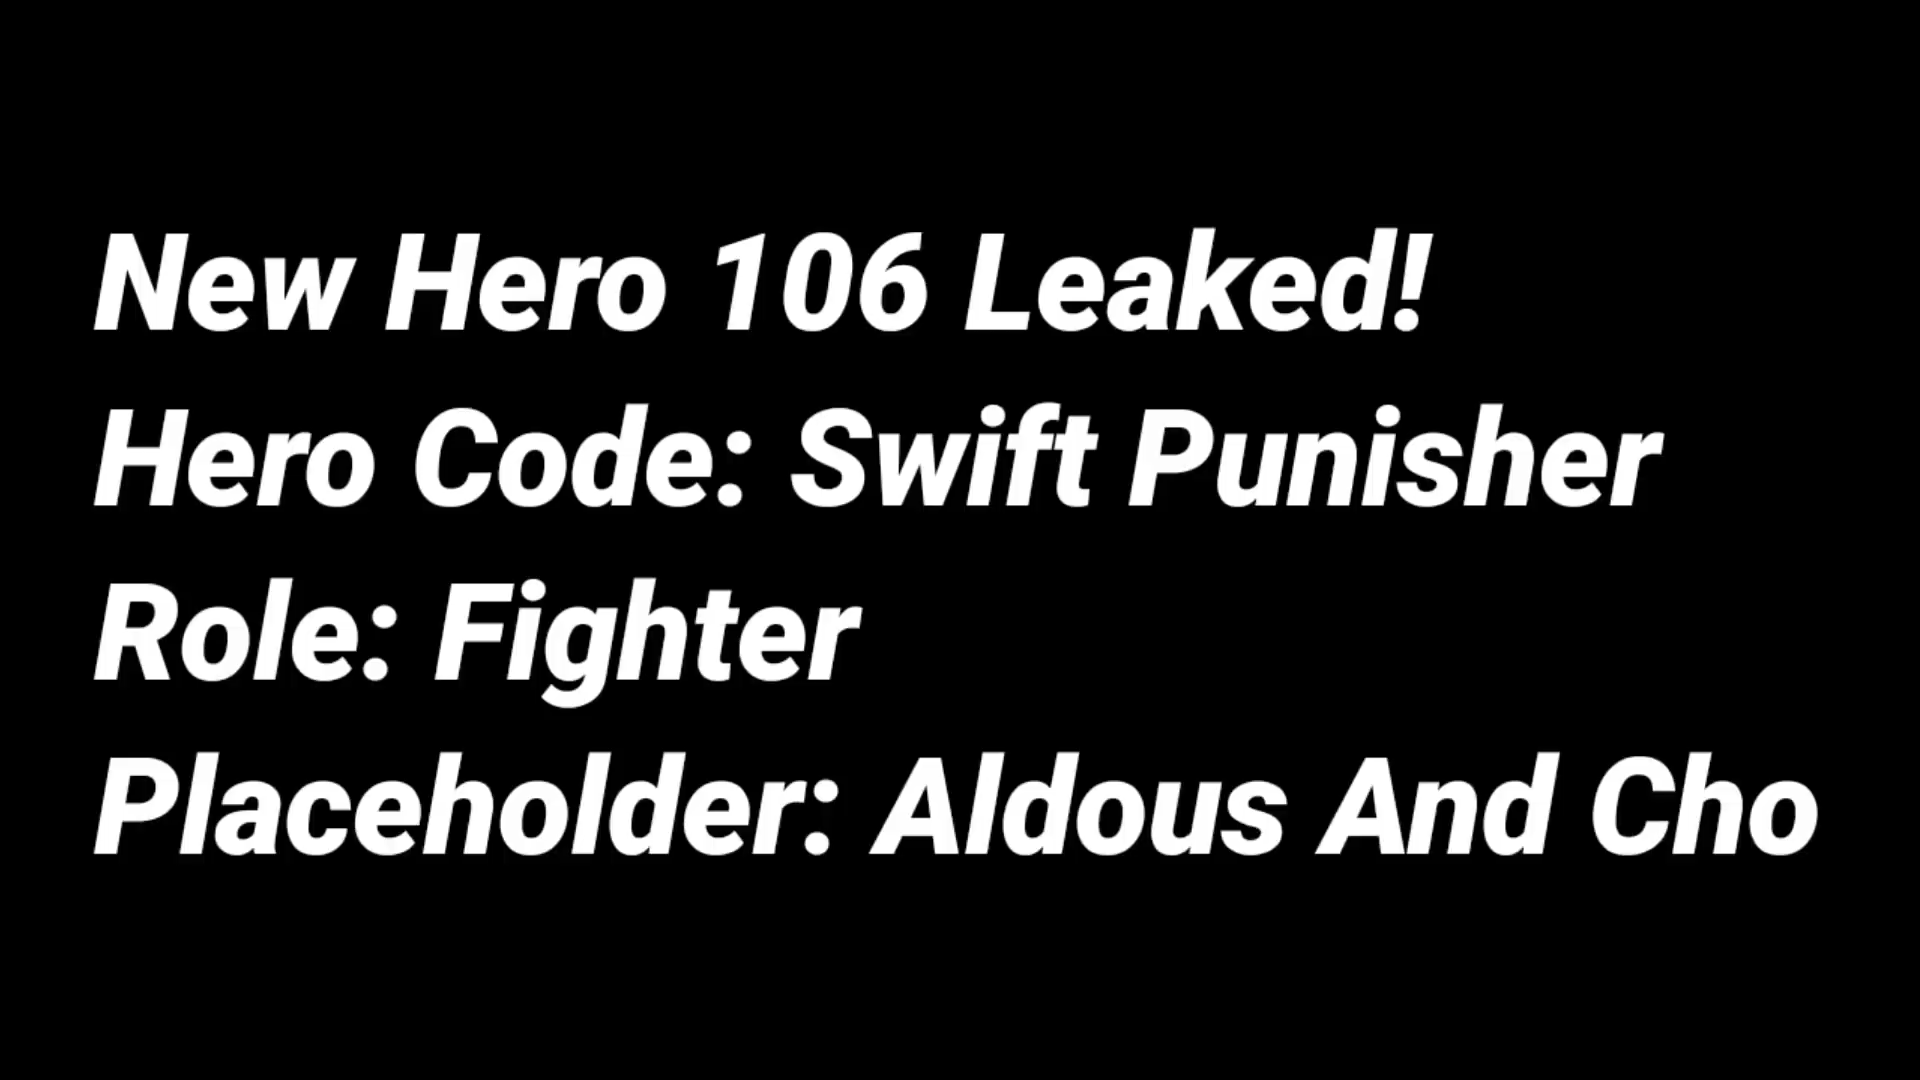 New Hero 106 Leaked!
Hero Code: Swift Punisher
Role: Fighter
Placeholder: Aldous And Cho